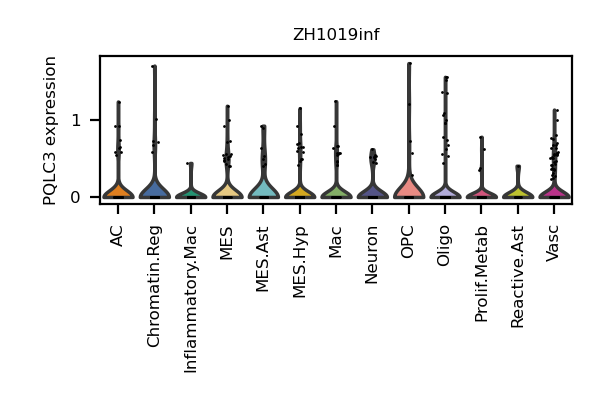 ZH1019inf
PQLC3 expression
1
0
AC
Chromatin.Reg
Inflammatory.Mac
MES
MES.Ast
MES.Hyp
Mac
Neuron
OPC
Oligo
Prolif.Metab
Reactive.Ast
Vasc